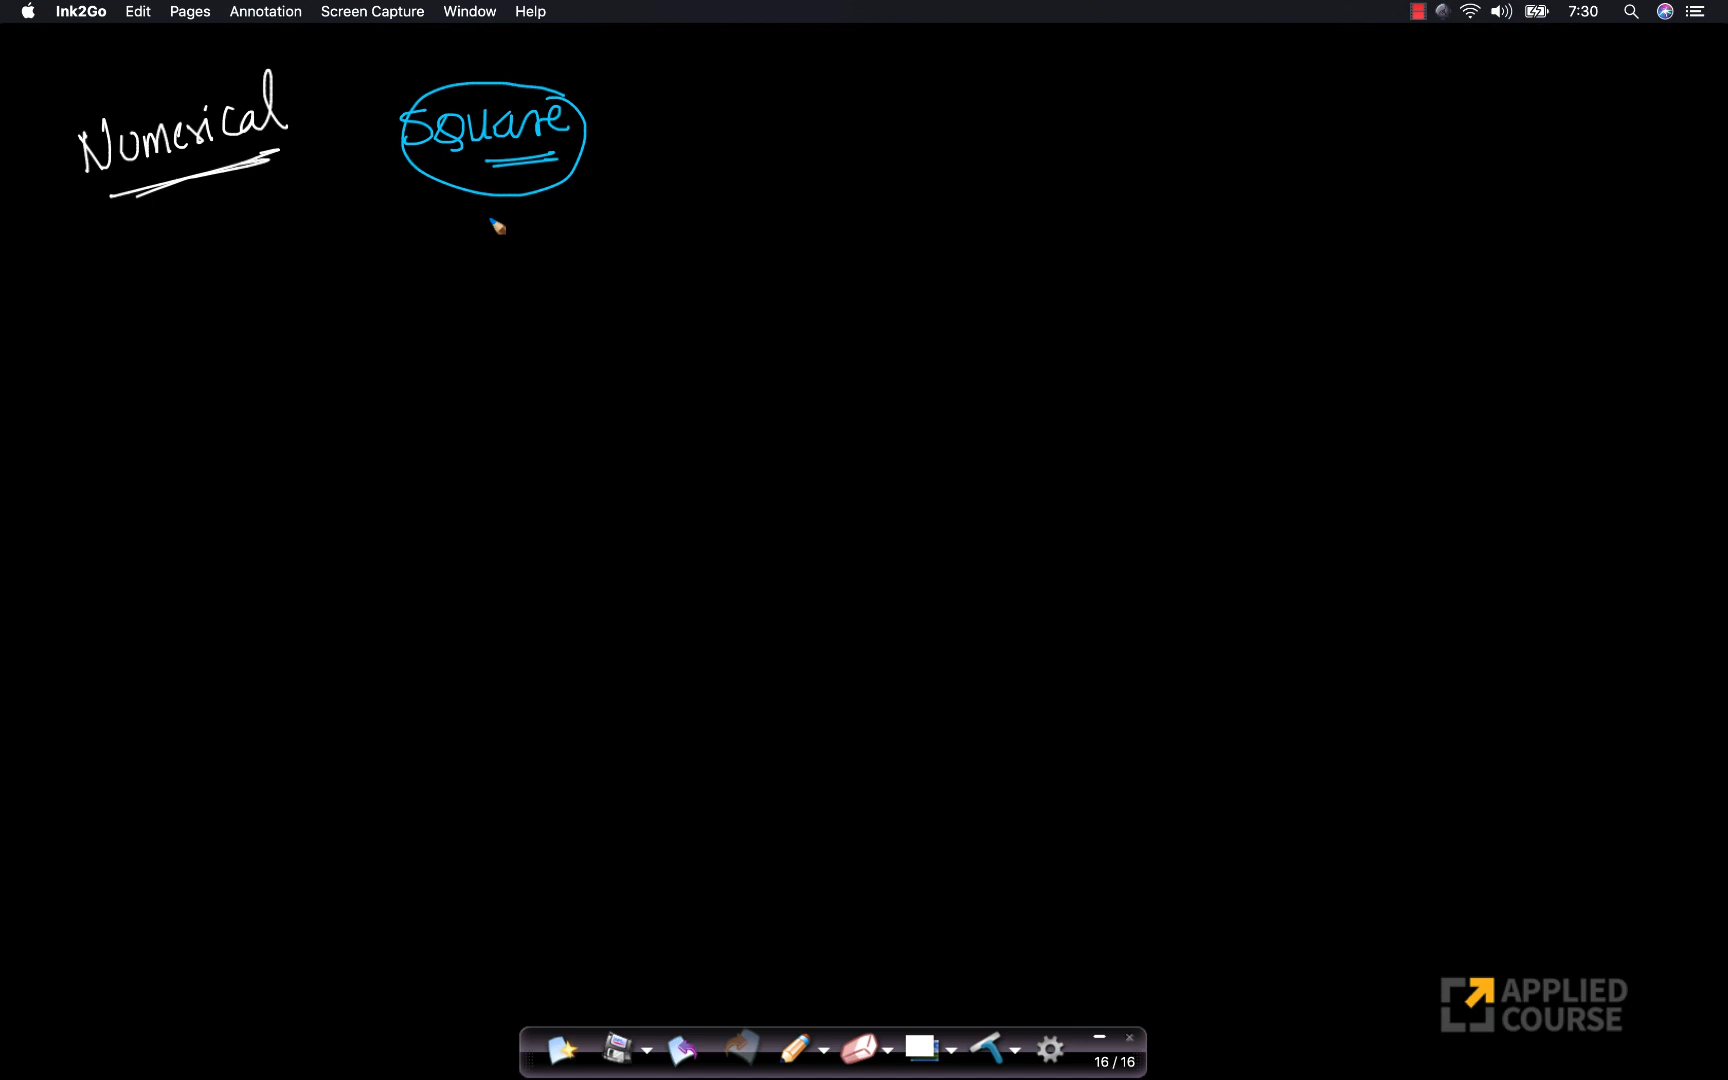 Ink2Go Edit Pages Annotation Screen Capture Window Help 7:30
Numerical Square
APPLIED
COURSE
16 / 16